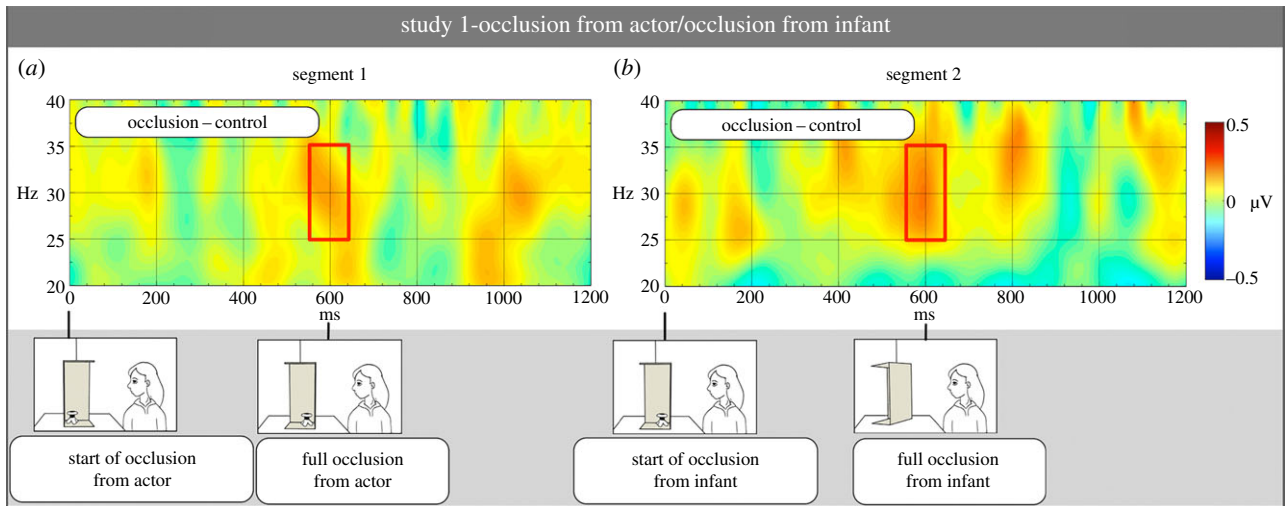 study 1-occlusion from actor/occlusion from infant
(a)
segment 1
40
35
Hz 30
25
20
occlusion – control
0 200 400 600 800 1000 1200
ms
(b)
segment 2
40
35
30
25
20
occlusion – control
0 200 400 600 800 1000 1200
ms
0.5
0 μV
–0.5
start of occlusion
from actor
full occlusion
from actor
start of occlusion
from infant
full occlusion
from infant